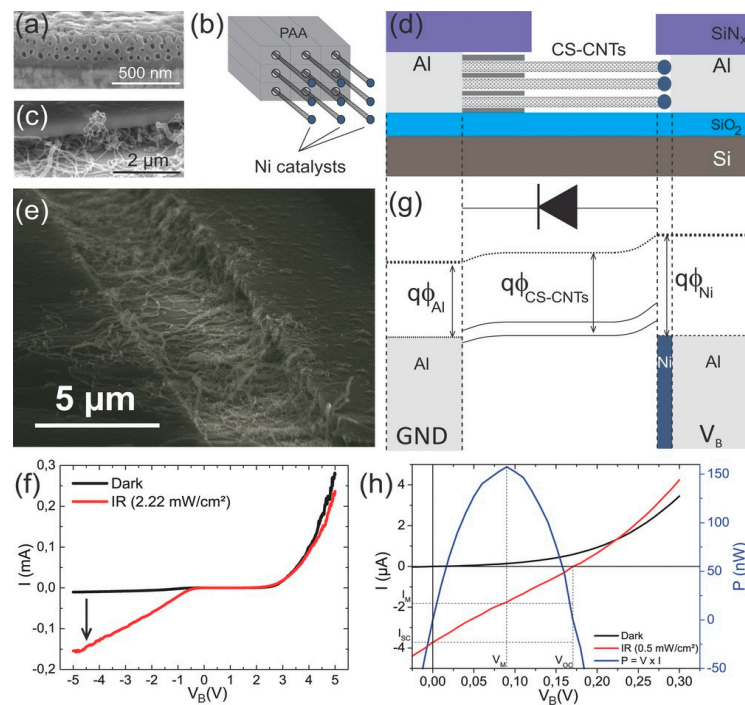 (a)
500 nm
(b)
PAA
Ni catalysts
(c)
2 µm
(d)
SiNₓ
CS-CNTs
Al
Al
SiO₂
Si
(e)
5 µm
(g)
qϕAl
qϕCS-CNTs
qϕNi
Al
Ni
Al
GND
VB
(f)
Dark
IR (2.22 mW/cm²)
I (mA)
0,3
0,2
0,1
0,0
-0,1
-0,2
-5 -4 -3 -2 -1 0 1 2 3 4 5
VB(V)
(h)
I (µA)
4
2
0
IM
-2
ISC
-4
VM
VOC
Dark
IR (0.5 mW/cm²)
P = V x I
P (nW)
150
100
50
0
-50
0,00 0,05 0,10 0,15 0,20 0,25 0,30
VB(V)